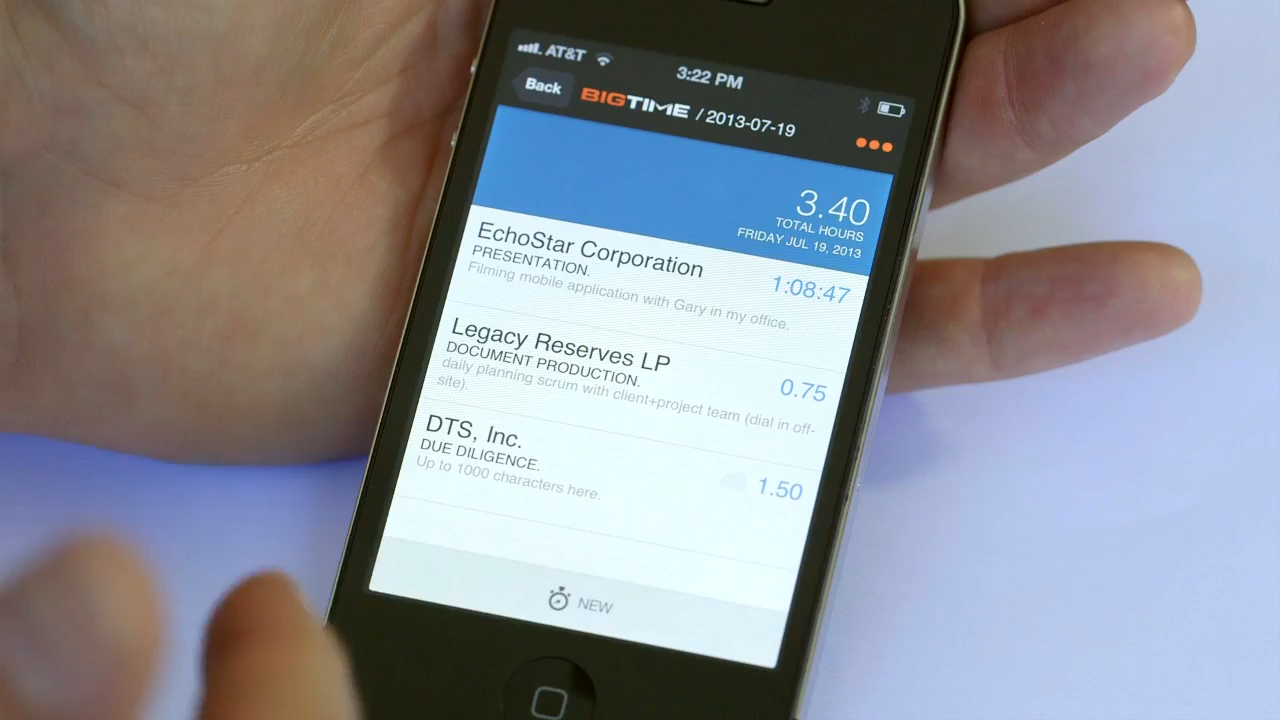 AT&T 3:22 PM
Back BIGTIME / 2013-07-19
3.40
TOTAL HOURS
FRIDAY JUL 19, 2013
EchoStar Corporation
PRESENTATION.
1:08:47
Filming mobile application with Gary in my office.
Legacy Reserves LP
DOCUMENT PRODUCTION.
0.75
daily planning scrum with client+project team (dial in off-
site).
DTS, Inc.
DUE DILIGENCE.
1.50
Up to 1000 characters here.
NEW